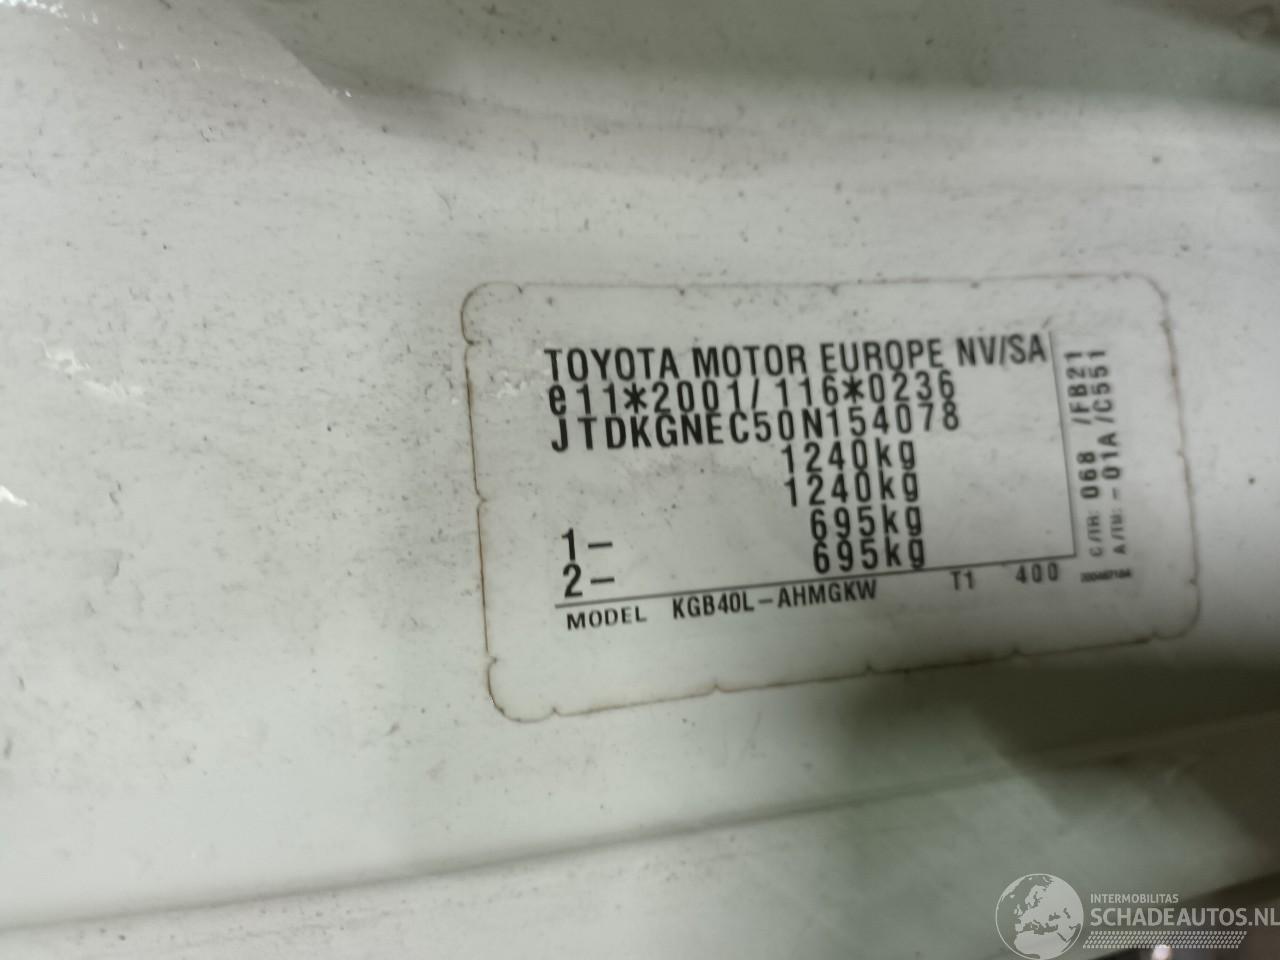 TOYOTA MOTOR EUROPE NV/SA
e11*2001/116*0236
JTDKGNEC50N154078
1240kg
1240kg
1- 695kg
2- 695kg
MODEL KGB40L-AHMGKW T1 400
C/TR: 068 /FB21
A/TM: -01A /C551
INTERMOBILITAS
SCHADEAUTOS.NL